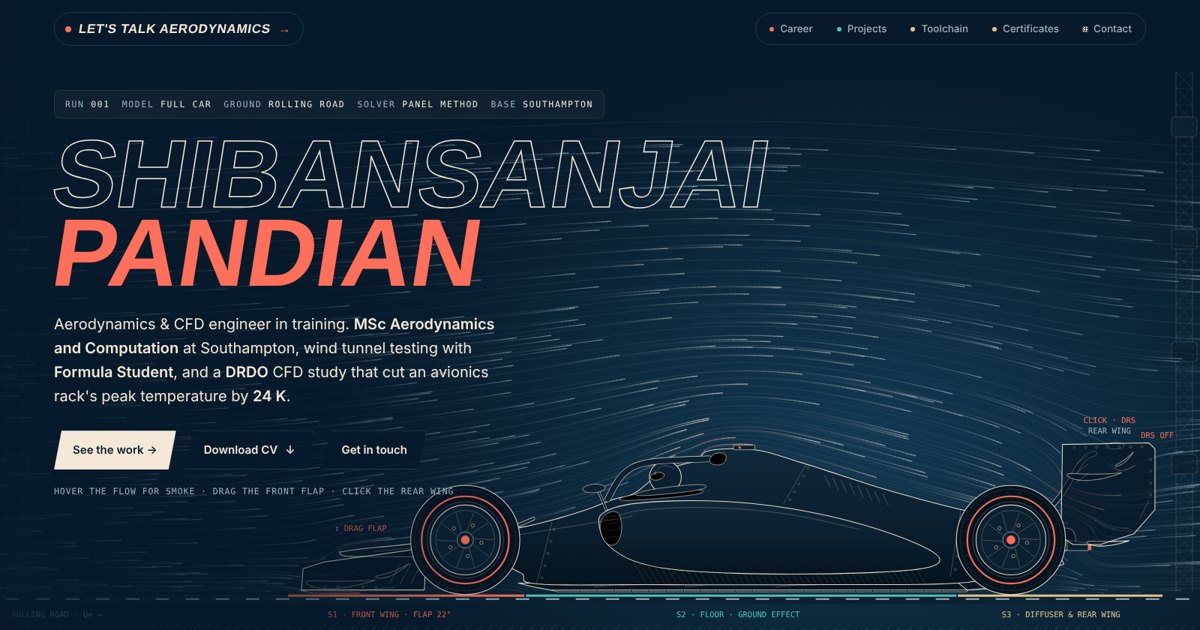 LET'S TALK AERODYNAMICS →
Career
Projects
Toolchain
Certificates
# Contact
RUN 001 MODEL FULL CAR GROUND ROLLING ROAD SOLVER PANEL METHOD BASE SOUTHAMPTON
SHIBANSANJAI
PANDIAN
Aerodynamics & CFD engineer in training. MSc Aerodynamics
and Computation at Southampton, wind tunnel testing with
Formula Student, and a DRDO CFD study that cut an avionics
rack's peak temperature by 24 K.
See the work →
Download CV ↓
Get in touch
HOVER THE FLOW FOR SMOKE · DRAG THE FRONT FLAP · CLICK THE REAR WING
CLICK · DRS
REAR WING
DRS OFF
↕ DRAG FLAP
ROLLING ROAD · U∞ →
S1 · FRONT WING · FLAP 22°
S2 · FLOOR · GROUND EFFECT
S3 · DIFFUSER & REAR WING